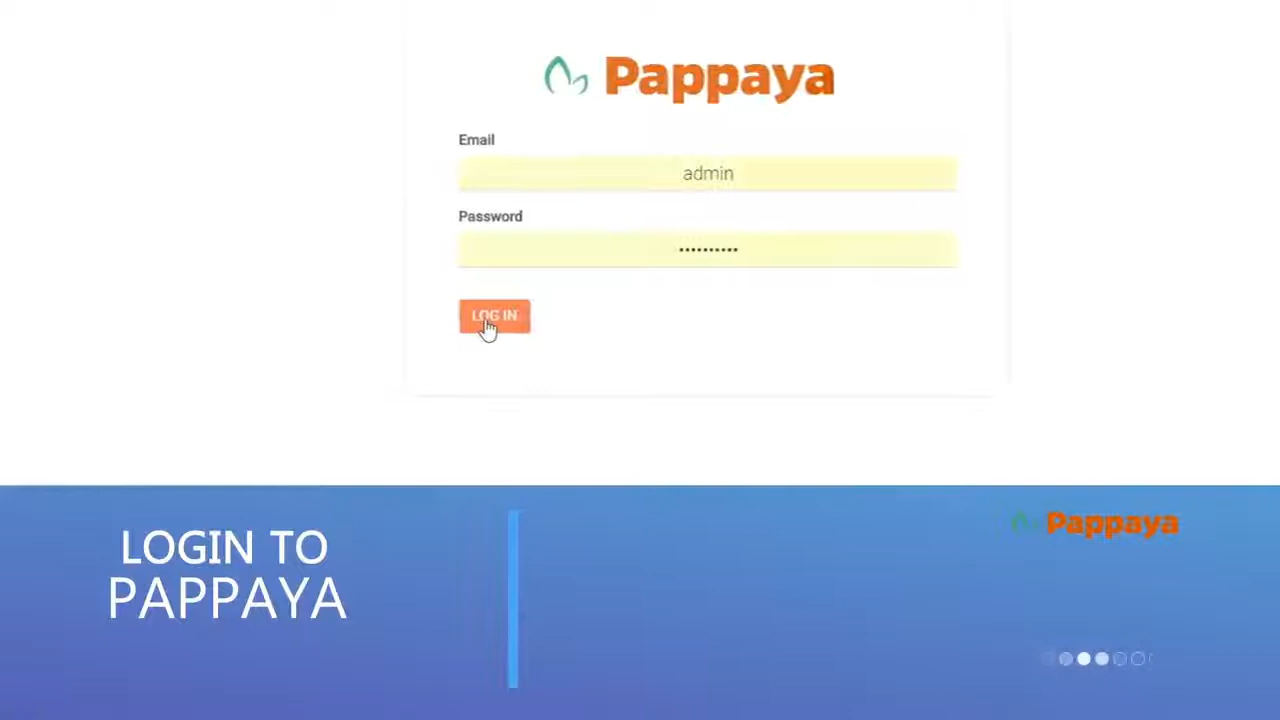 Pappaya
Email
admin
Password
••••••••••
LOG IN
LOGIN TO
PAPPAYA
Pappaya